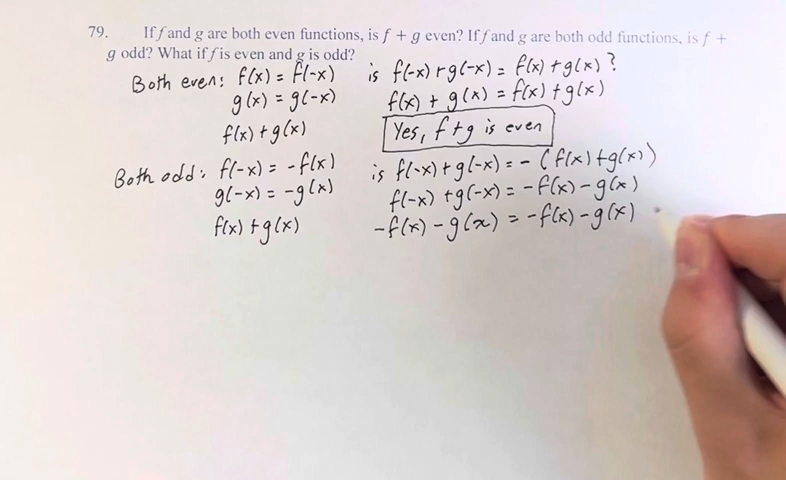 79. If f and g are both even functions, is f + g even? If f and g are both odd functions, is f +
g odd? What if f is even and g is odd?
Both even: f(x) = f(-x) is f(-x) + g(-x) = f(x) + g(x) ?
g(x) = g(-x) f(x) + g(x) = f(x) + g(x)
f(x) + g(x) Yes, f+g is even
Both odd: f(-x) = -f(x) is f(-x) + g(-x) = - (f(x) + g(x))
g(-x) = -g(x) f(-x) + g(-x) = -f(x) - g(x)
f(x) + g(x) -f(x) - g(x) = -f(x) - g(x)